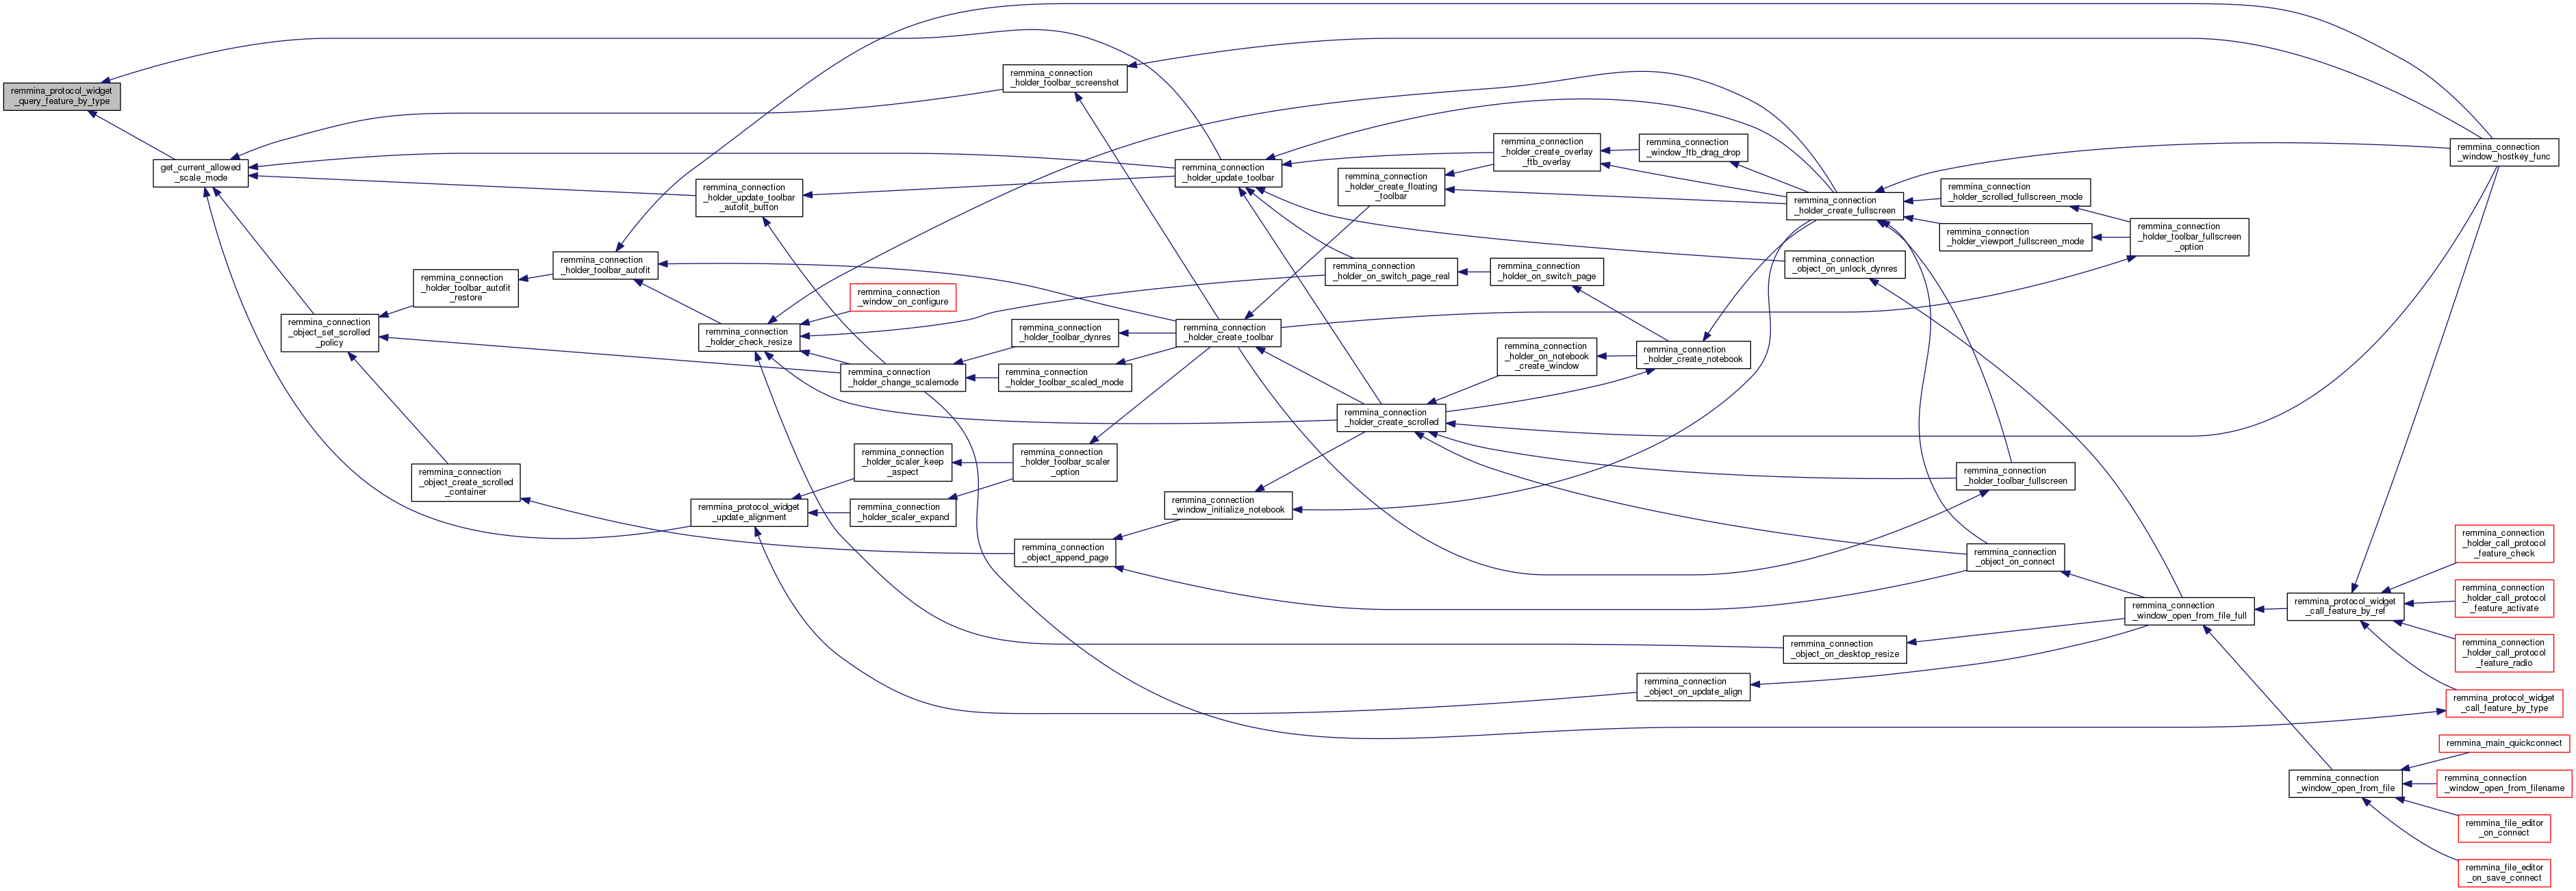 remmina_protocol_widget
_query_feature_by_type
get_current_allowed
_scale_mode
remmina_connection
_object_set_scrolled
_policy
remmina_connection
_holder_toolbar_autofit
_restore
remmina_connection
_object_create_scrolled
_container
remmina_connection
_holder_toolbar_autofit
remmina_connection
_holder_update_toolbar
_autofit_button
remmina_connection
_holder_check_resize
remmina_protocol_widget
_update_alignment
remmina_connection
_window_on_configure
remmina_connection
_holder_change_scalemode
remmina_connection
_holder_scaler_keep
_aspect
remmina_connection
_holder_scaler_expand
remmina_connection
_holder_toolbar_screenshot
remmina_connection
_holder_toolbar_dynres
remmina_connection
_holder_toolbar_scaled_mode
remmina_connection
_holder_toolbar_scaler
_option
remmina_connection
_object_append_page
remmina_connection
_holder_update_toolbar
remmina_connection
_holder_create_toolbar
remmina_connection
_window_initialize_notebook
remmina_connection
_holder_create_floating
_toolbar
remmina_connection
_holder_on_switch_page_real
remmina_connection
_holder_create_scrolled
remmina_connection
_holder_create_overlay
_ftb_overlay
remmina_connection
_holder_on_switch_page
remmina_connection
_holder_on_notebook
_create_window
remmina_connection
_window_ftb_drag_drop
remmina_connection
_holder_create_notebook
remmina_connection
_object_on_update_align
remmina_connection
_holder_create_fullscreen
remmina_connection
_object_on_unlock_dynres
remmina_connection
_object_on_desktop_resize
remmina_connection
_holder_scrolled_fullscreen_mode
remmina_connection
_holder_viewport_fullscreen_mode
remmina_connection
_holder_toolbar_fullscreen
remmina_connection
_object_on_connect
remmina_connection
_holder_toolbar_fullscreen
_option
remmina_connection
_window_open_from_file_full
remmina_protocol_widget
_call_feature_by_ref
remmina_connection
_window_open_from_file
remmina_connection
_window_hostkey_func
remmina_connection
_holder_call_protocol
_feature_check
remmina_connection
_holder_call_protocol
_feature_activate
remmina_connection
_holder_call_protocol
_feature_radio
remmina_protocol_widget
_call_feature_by_type
remmina_main_quickconnect
remmina_connection
_window_open_from_filename
remmina_file_editor
_on_connect
remmina_file_editor
_on_save_connect